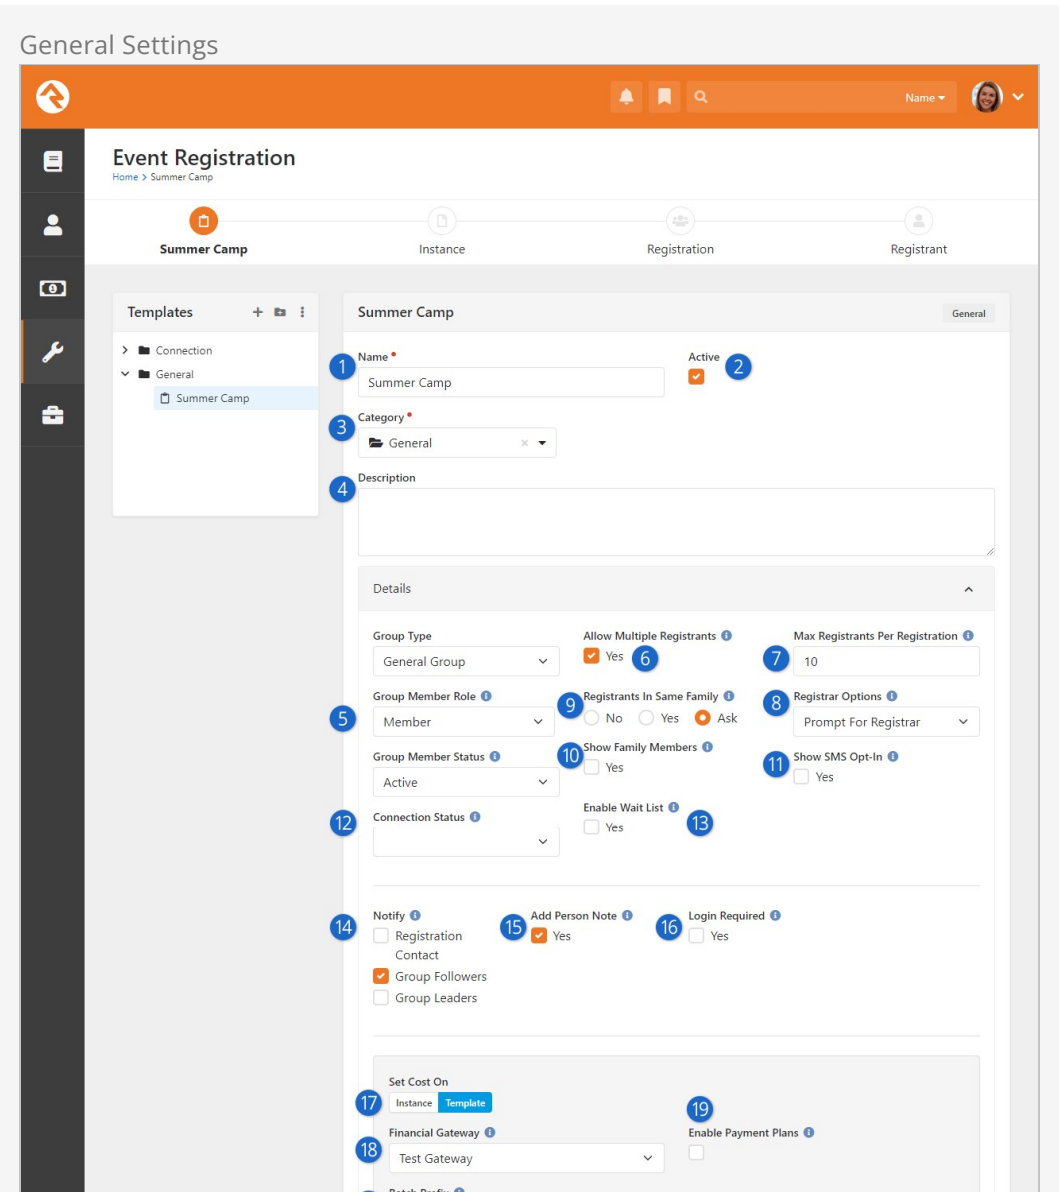 General Settings
Name
Event Registration
Home > Summer Camp
Summer Camp
Instance
Registration
Registrant
Templates
Connection
General
Summer Camp
Summer Camp
General
1
Name
Active
2
Summer Camp
3
Category
General
4
Description
Details
Group Type
General Group
Allow Multiple Registrants
Yes
6
Max Registrants Per Registration
7
10
5
Group Member Role
Member
9
Registrants In Same Family
No Yes Ask
8
Registrar Options
Prompt For Registrar
Group Member Status
Active
10
Show Family Members
Yes
11
Show SMS Opt-In
Yes
12
Connection Status
Enable Wait List
Yes
13
14
Notify
Registration
Contact
Group Followers
Group Leaders
15
Add Person Note
Yes
16
Login Required
Yes
Set Cost On
17
Instance Template
18
Financial Gateway
Test Gateway
19
Enable Payment Plans
Batch Prefix